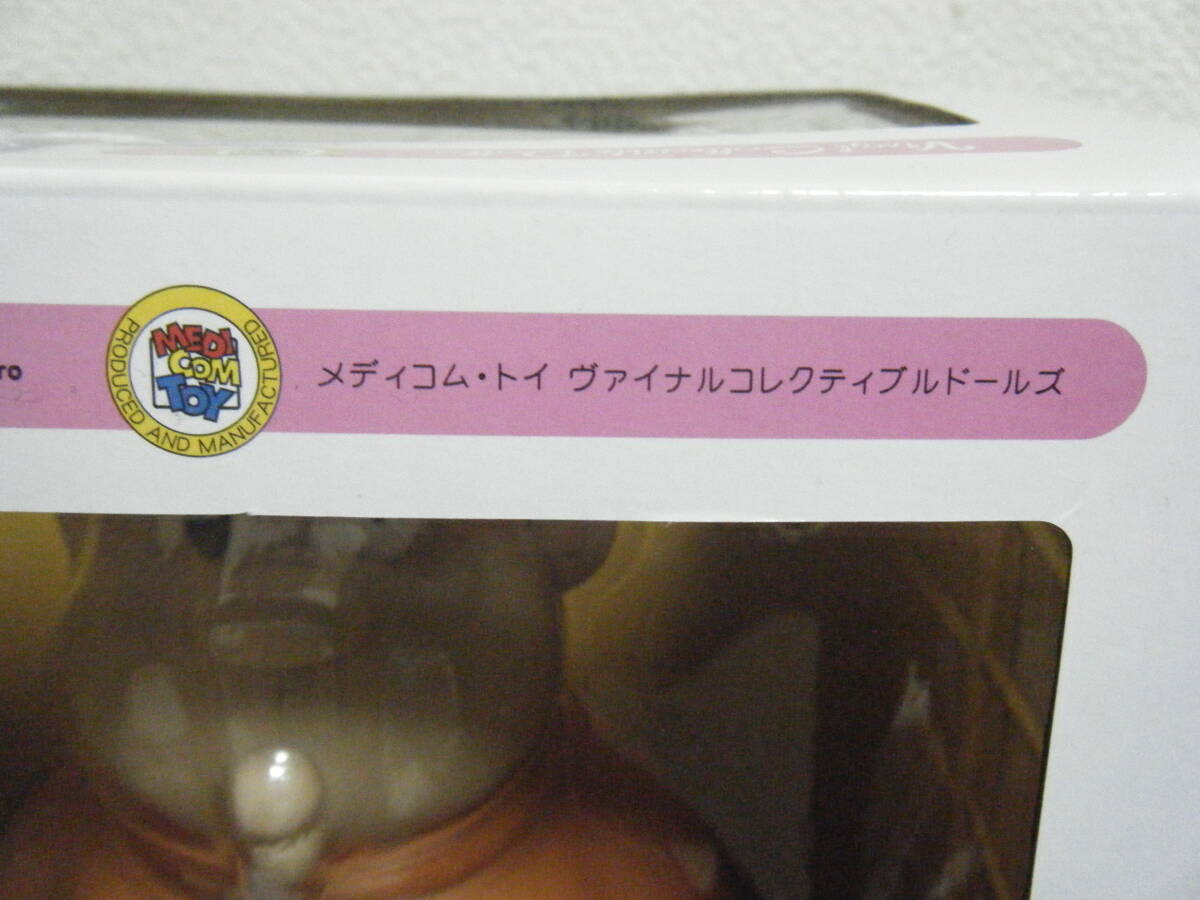 ro
MEDI
COM
TOY
PRODUCED AND MANUFACTURED
メディコム・トイ ヴァイナルコレクティブルドールズ